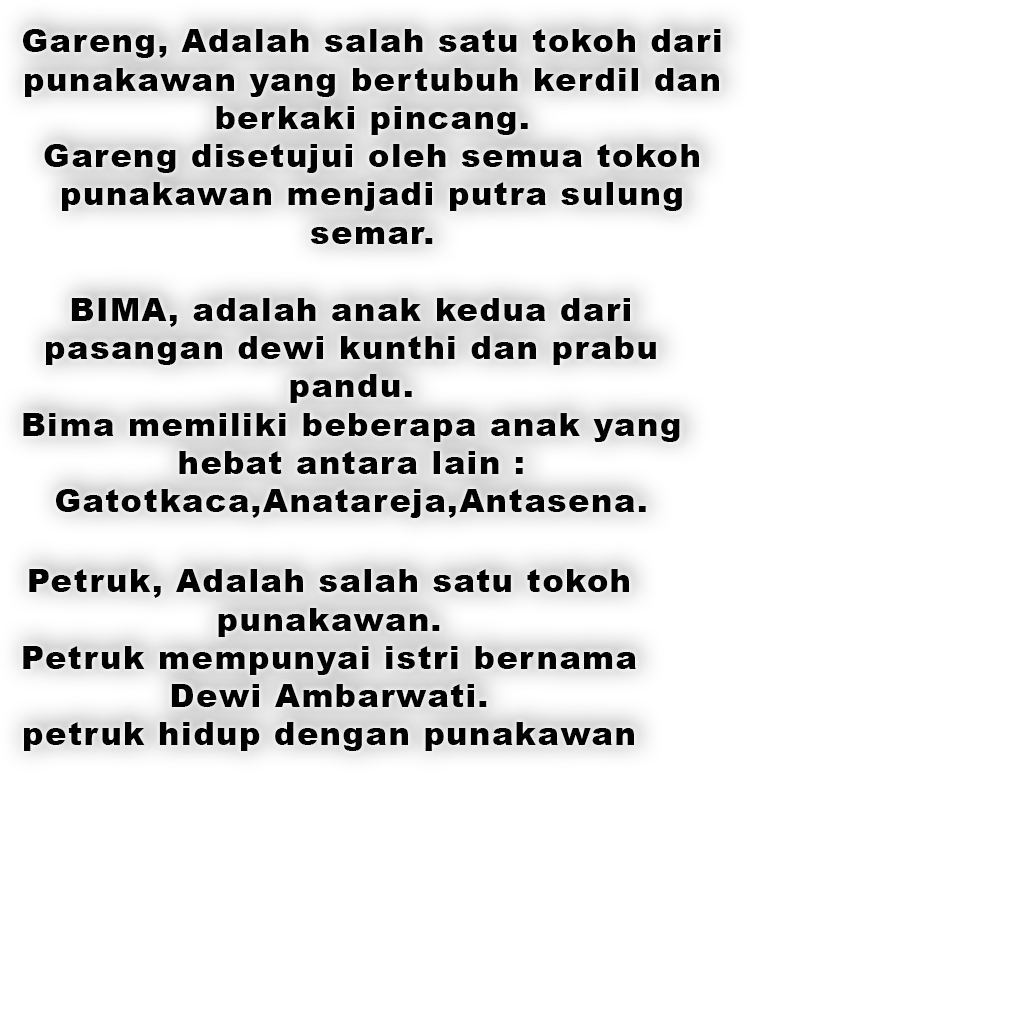 Gareng, Adalah salah satu tokoh dari
punakawan yang bertubuh kerdil dan
berkaki pincang.
Gareng disetujui oleh semua tokoh
punakawan menjadi putra sulung
semar.
BIMA, adalah anak kedua dari
pasangan dewi kunthi dan prabu
pandu.
Bima memiliki beberapa anak yang
hebat antara lain :
Gatotkaca,Anatareja,Antasena.
Petruk, Adalah salah satu tokoh
punakawan.
Petruk mempunyai istri bernama
Dewi Ambarwati.
petruk hidup dengan punakawan